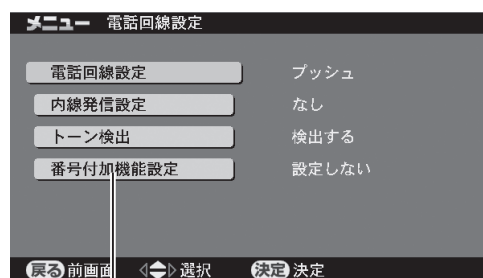 メニュー 電話回線設定
電話回線設定 プッシュ
内線発信設定 なし
トーン検出 検出する
番号付加機能設定 設定しない
戻る 前画面 選択 決定 決定